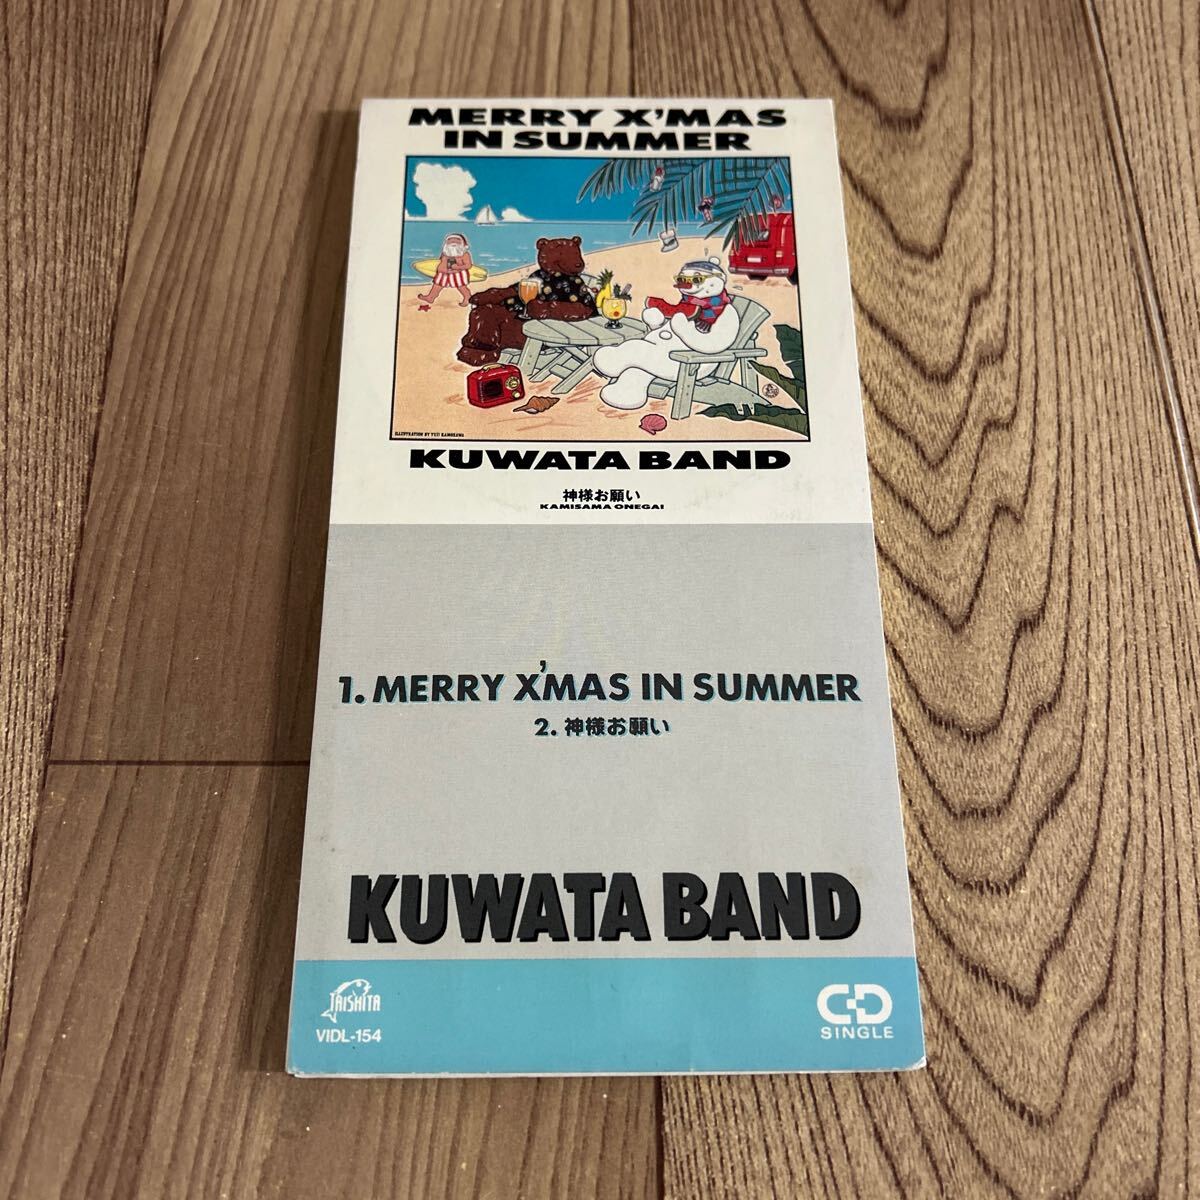 MERRY X'MAS
IN SUMMER
ILLUSTRATION BY YUJI KAMOSAWA
KUWATA BAND
神様お願い
KAMISAMA ONEGAI
1. MERRY X'MAS IN SUMMER
2. 神様お願い
KUWATA BAND
TAISHITA
VIDL-154
CD
SINGLE